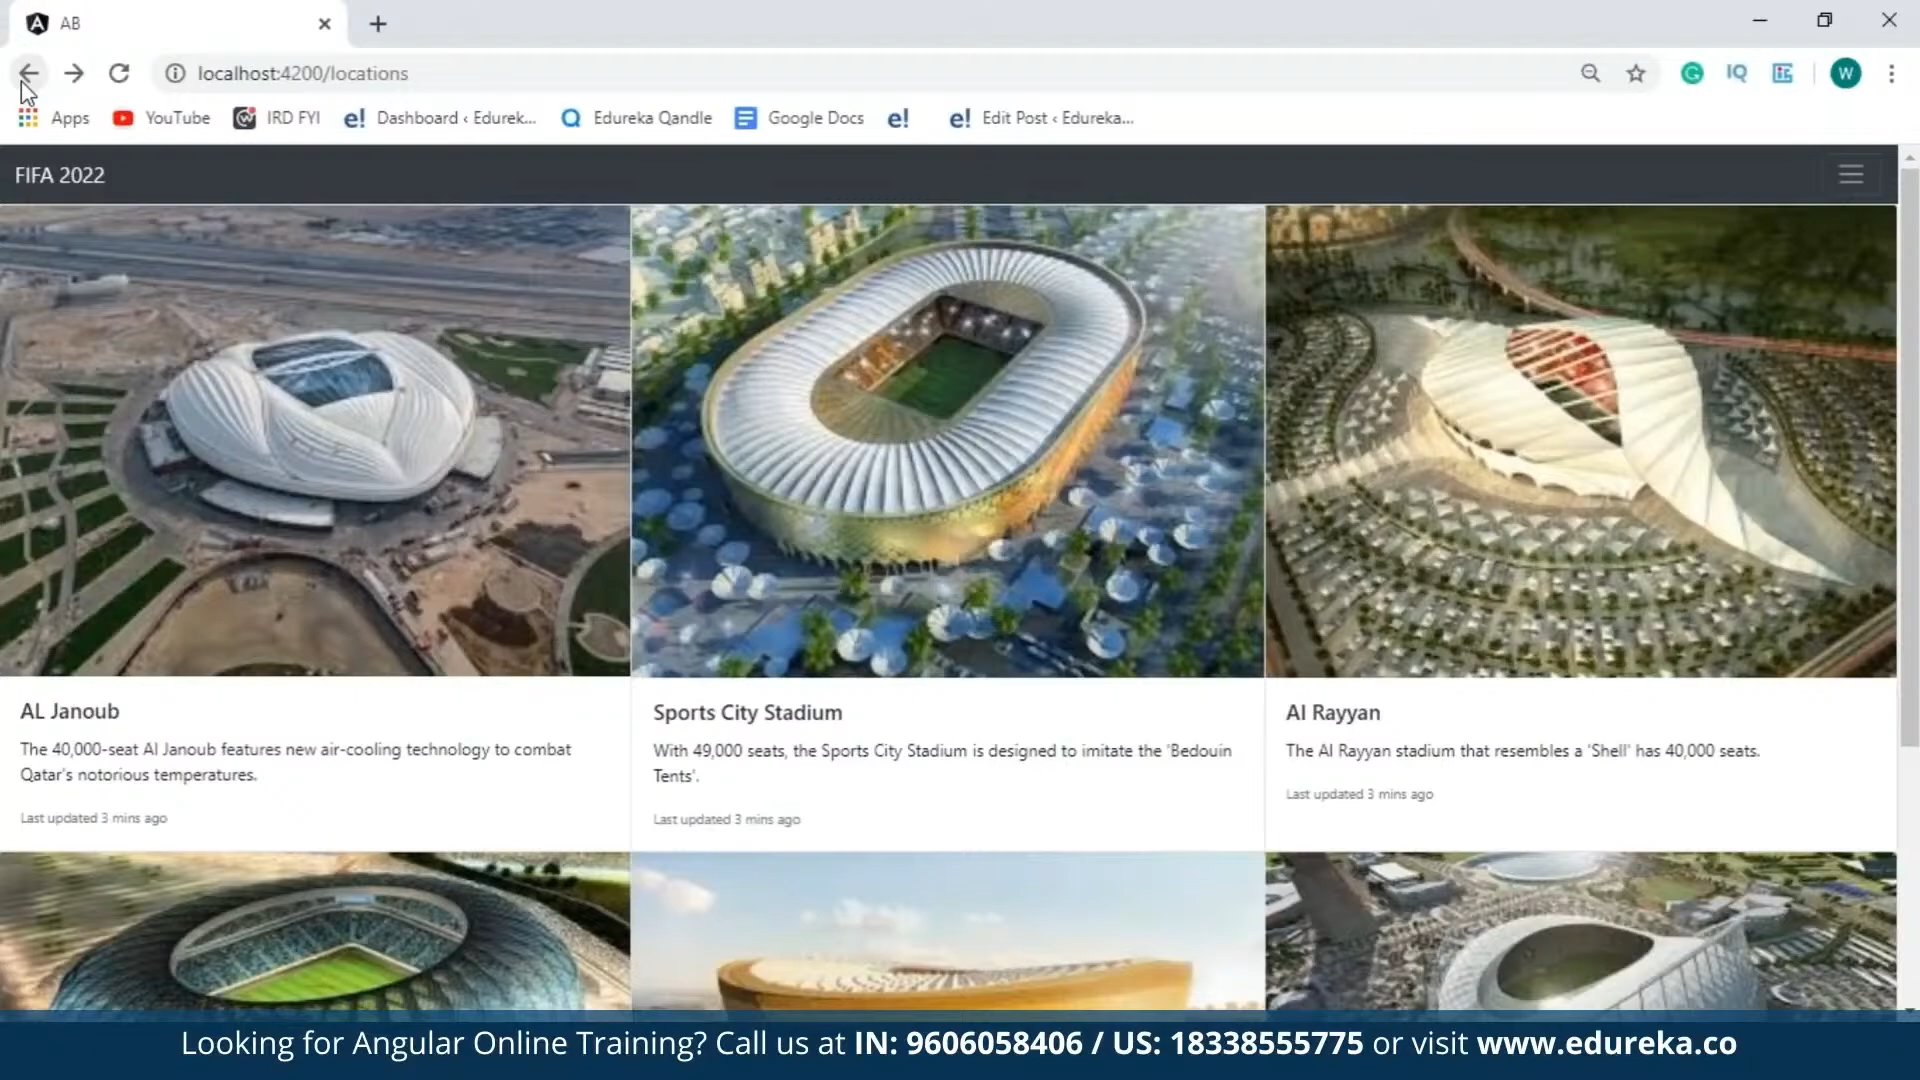 AB
localhost:4200/locations
IQ
W
Apps
YouTube
IRD FYI
e! Dashboard ‹ Edurek...
Edureka Qandle
Google Docs
e!
e! Edit Post ‹ Edureka...
FIFA 2022
AL Janoub
The 40,000-seat Al Janoub features new air-cooling technology to combat
Qatar's notorious temperatures.
Last updated 3 mins ago
Sports City Stadium
With 49,000 seats, the Sports City Stadium is designed to imitate the 'Bedouin
Tents'.
Last updated 3 mins ago
Al Rayyan
The Al Rayyan stadium that resembles a 'Shell' has 40,000 seats.
Last updated 3 mins ago
Looking for Angular Online Training? Call us at IN: 9606058406 / US: 18338555775 or visit www.edureka.co